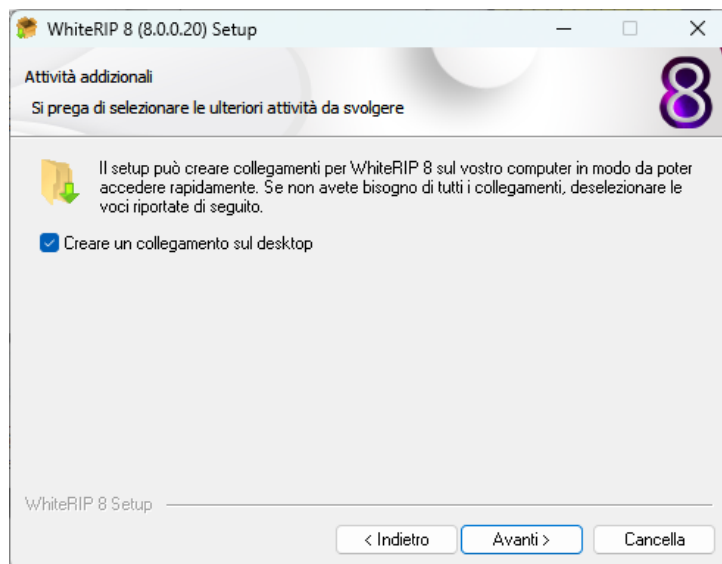 WhiteRIP 8 (8.0.0.20) Setup
Attività addizionali
Si prega di selezionare le ulteriori attività da svolgere
8
Il setup può creare collegamenti per WhiteRIP 8 sul vostro computer in modo da poter
accedere rapidamente. Se non avete bisogno di tutti i collegamenti, deselezionare le
voci riportate di seguito.
Creare un collegamento sul desktop
WhiteRIP 8 Setup
< Indietro
Avanti >
Cancella